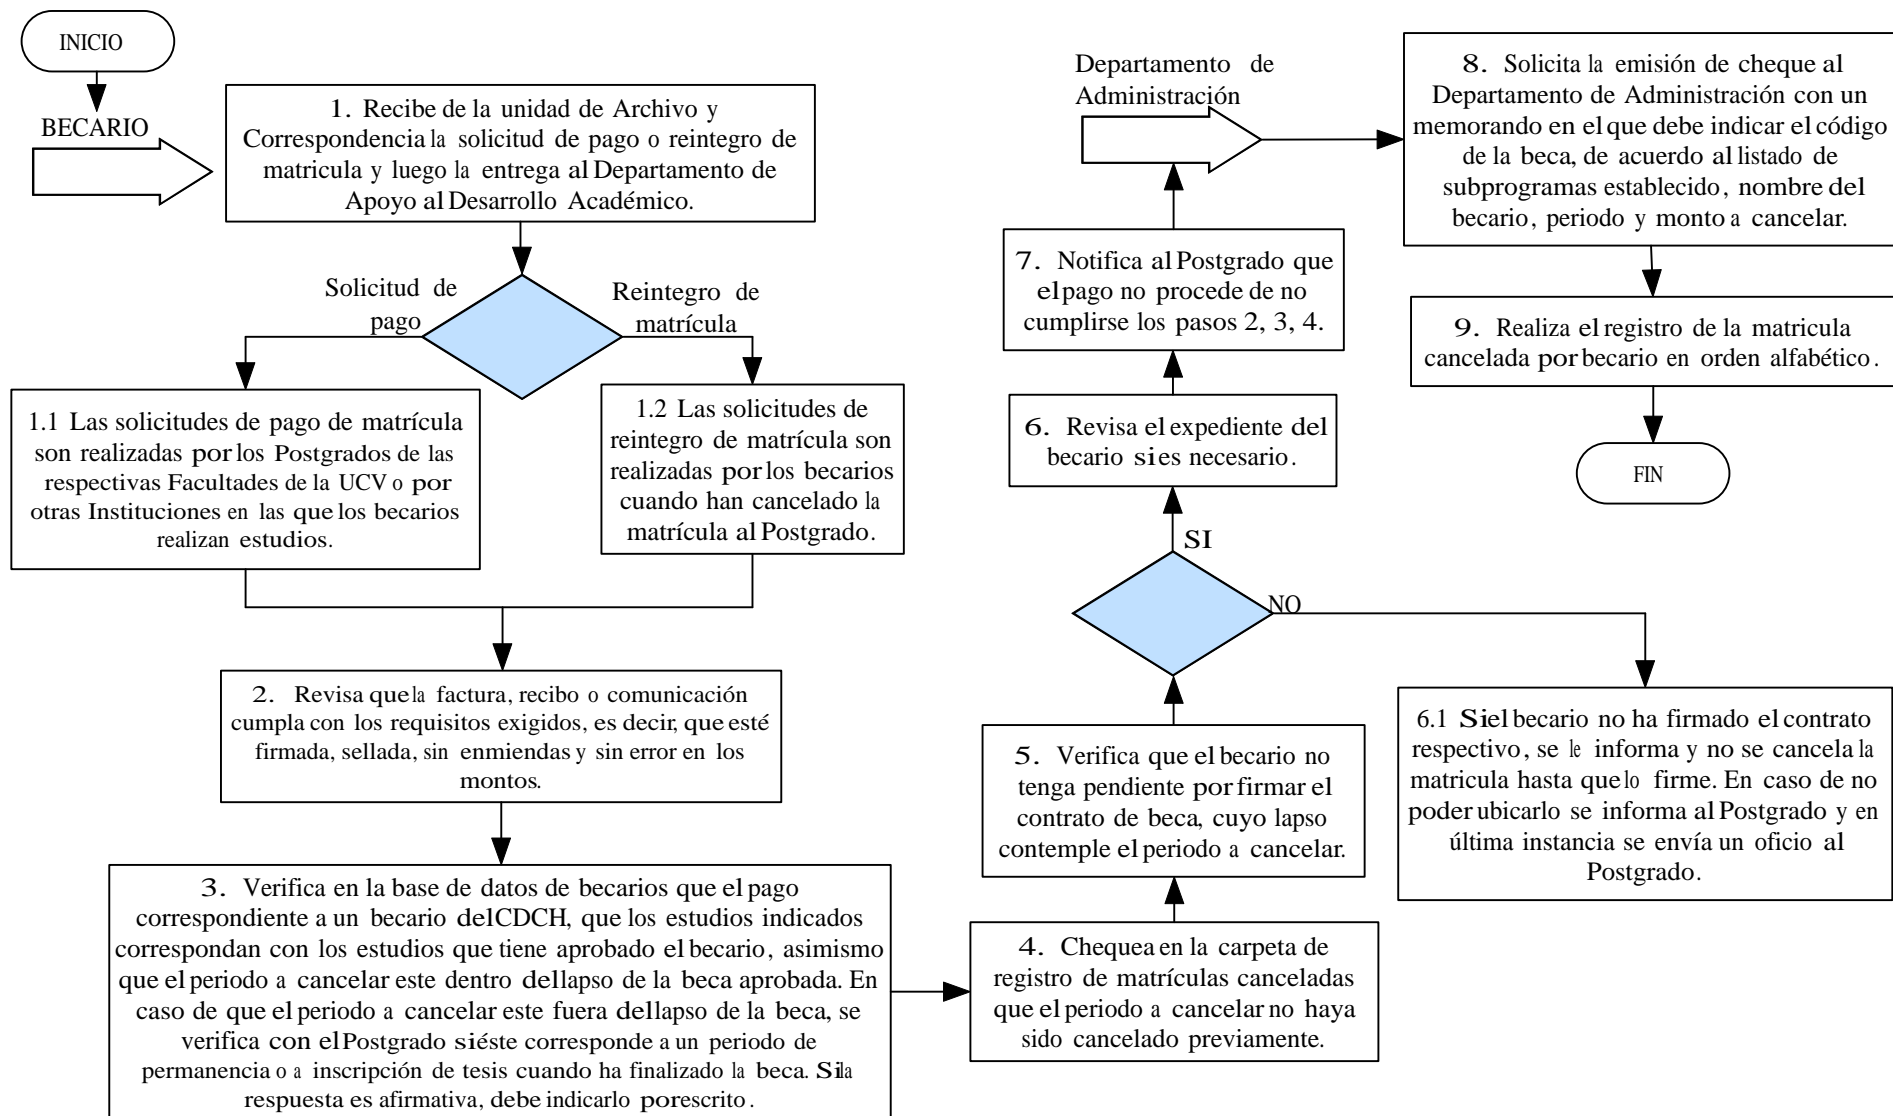 INICIO
BECARIO
1. Recibe de la unidad de Archivo y
Correspondencia la solicitud de pago o reintegro de
matricula y luego la entrega al Departamento de
Apoyo al Desarrollo Académico.
Solicitud de
pago
Reintegro de
matrícula
1.1 Las solicitudes de pago de matrícula
son realizadas por los Postgrados de las
respectivas Facultades de la UCV o por
otras Instituciones en las que los becarios
realizan estudios.
1.2 Las solicitudes de
reintegro de matrícula son
realizadas por los becarios
cuando han cancelado la
matrícula al Postgrado.
2. Revisa que la factura, recibo o comunicación
cumpla con los requisitos exigidos, es decir, que esté
firmada, sellada, sin enmiendas y sin error en los
montos.
3. Verifica en la base de datos de becarios que el pago
correspondiente a un becario del CDCH, que los estudios indicados
correspondan con los estudios que tiene aprobado el becario, asimismo
que el periodo a cancelar este dentro del lapso de la beca aprobada. En
caso de que el periodo a cancelar este fuera del lapso de la beca, se
verifica con el Postgrado si éste corresponde a un periodo de
permanencia o a inscripción de tesis cuando ha finalizado la beca. Si la
respuesta es afirmativa, debe indicarlo por escrito.
4. Chequea en la carpeta de
registro de matrículas canceladas
que el periodo a cancelar no haya
sido cancelado previamente.
5. Verifica que el becario no
tenga pendiente por firmar el
contrato de beca, cuyo lapso
contemple el periodo a cancelar.
SI
NO
6. Revisa el expediente del
becario si es necesario.
6.1 Si el becario no ha firmado el contrato
respectivo, se le informa y no se cancela la
matricula hasta que lo firme. En caso de no
poder ubicarlo se informa al Postgrado y en
última instancia se envía un oficio al
Postgrado.
7. Notifica al Postgrado que
el pago no procede de no
cumplirse los pasos 2, 3, 4.
Departamento de
Administración
8. Solicita la emisión de cheque al
Departamento de Administración con un
memorando en el que debe indicar el código
de la beca, de acuerdo al listado de
subprogramas establecido, nombre del
becario, periodo y monto a cancelar.
9. Realiza el registro de la matricula
cancelada por becario en orden alfabético.
FIN